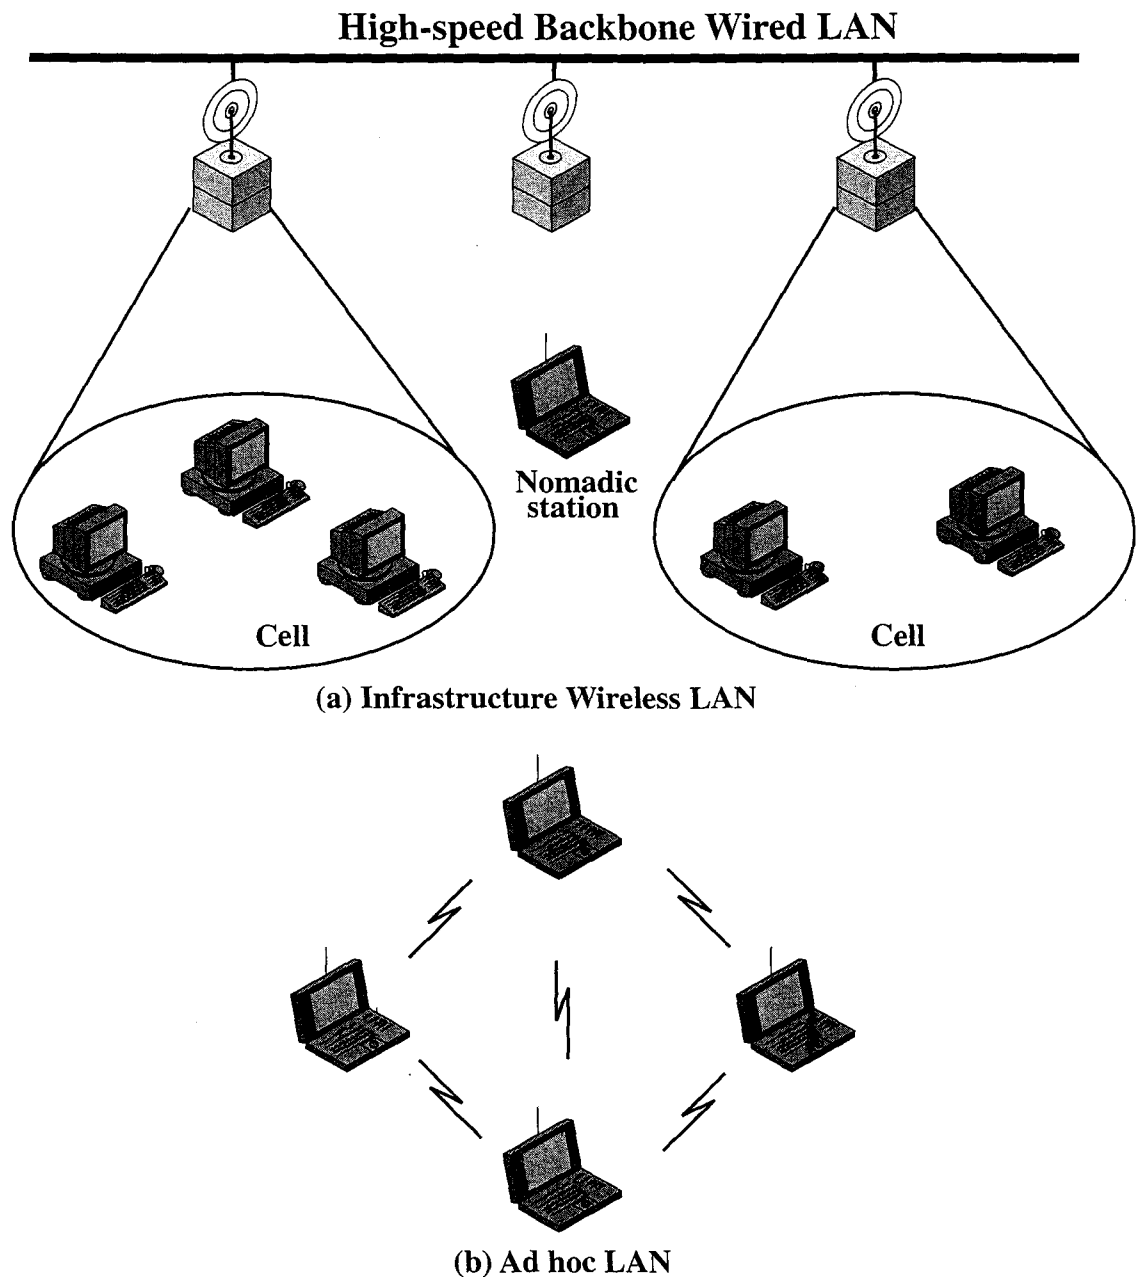 High-speed Backbone Wired LAN
Nomadic
station
Cell
Cell
(a) Infrastructure Wireless LAN
(b) Ad hoc LAN